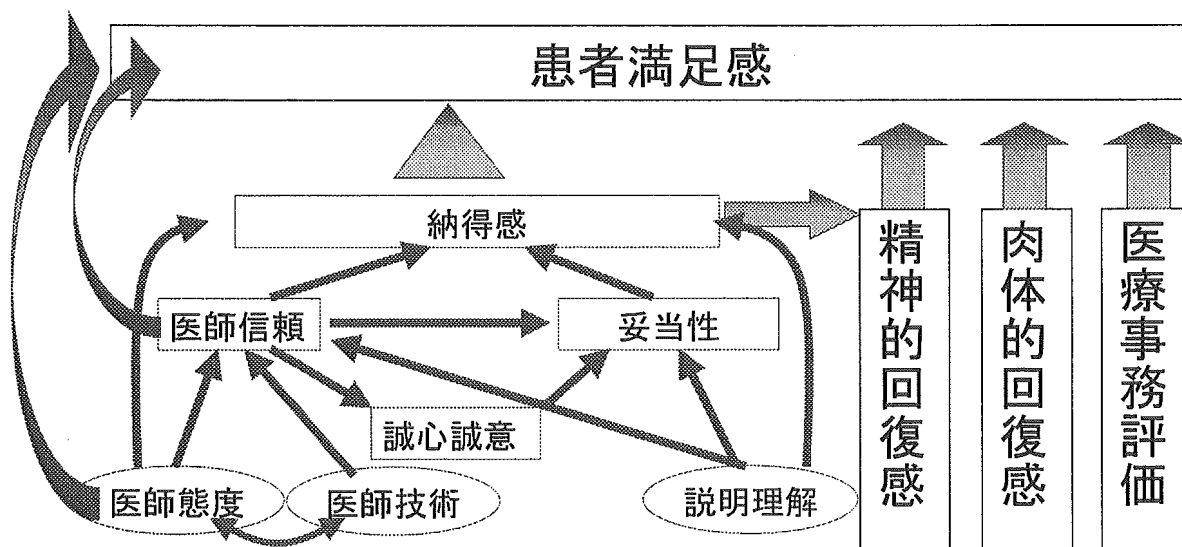 患者満足感
納得感
医師信頼
妥当性
誠心誠意
医師態度
医師技術
説明理解
精神的回復感
肉体的回復感
医療事務評価